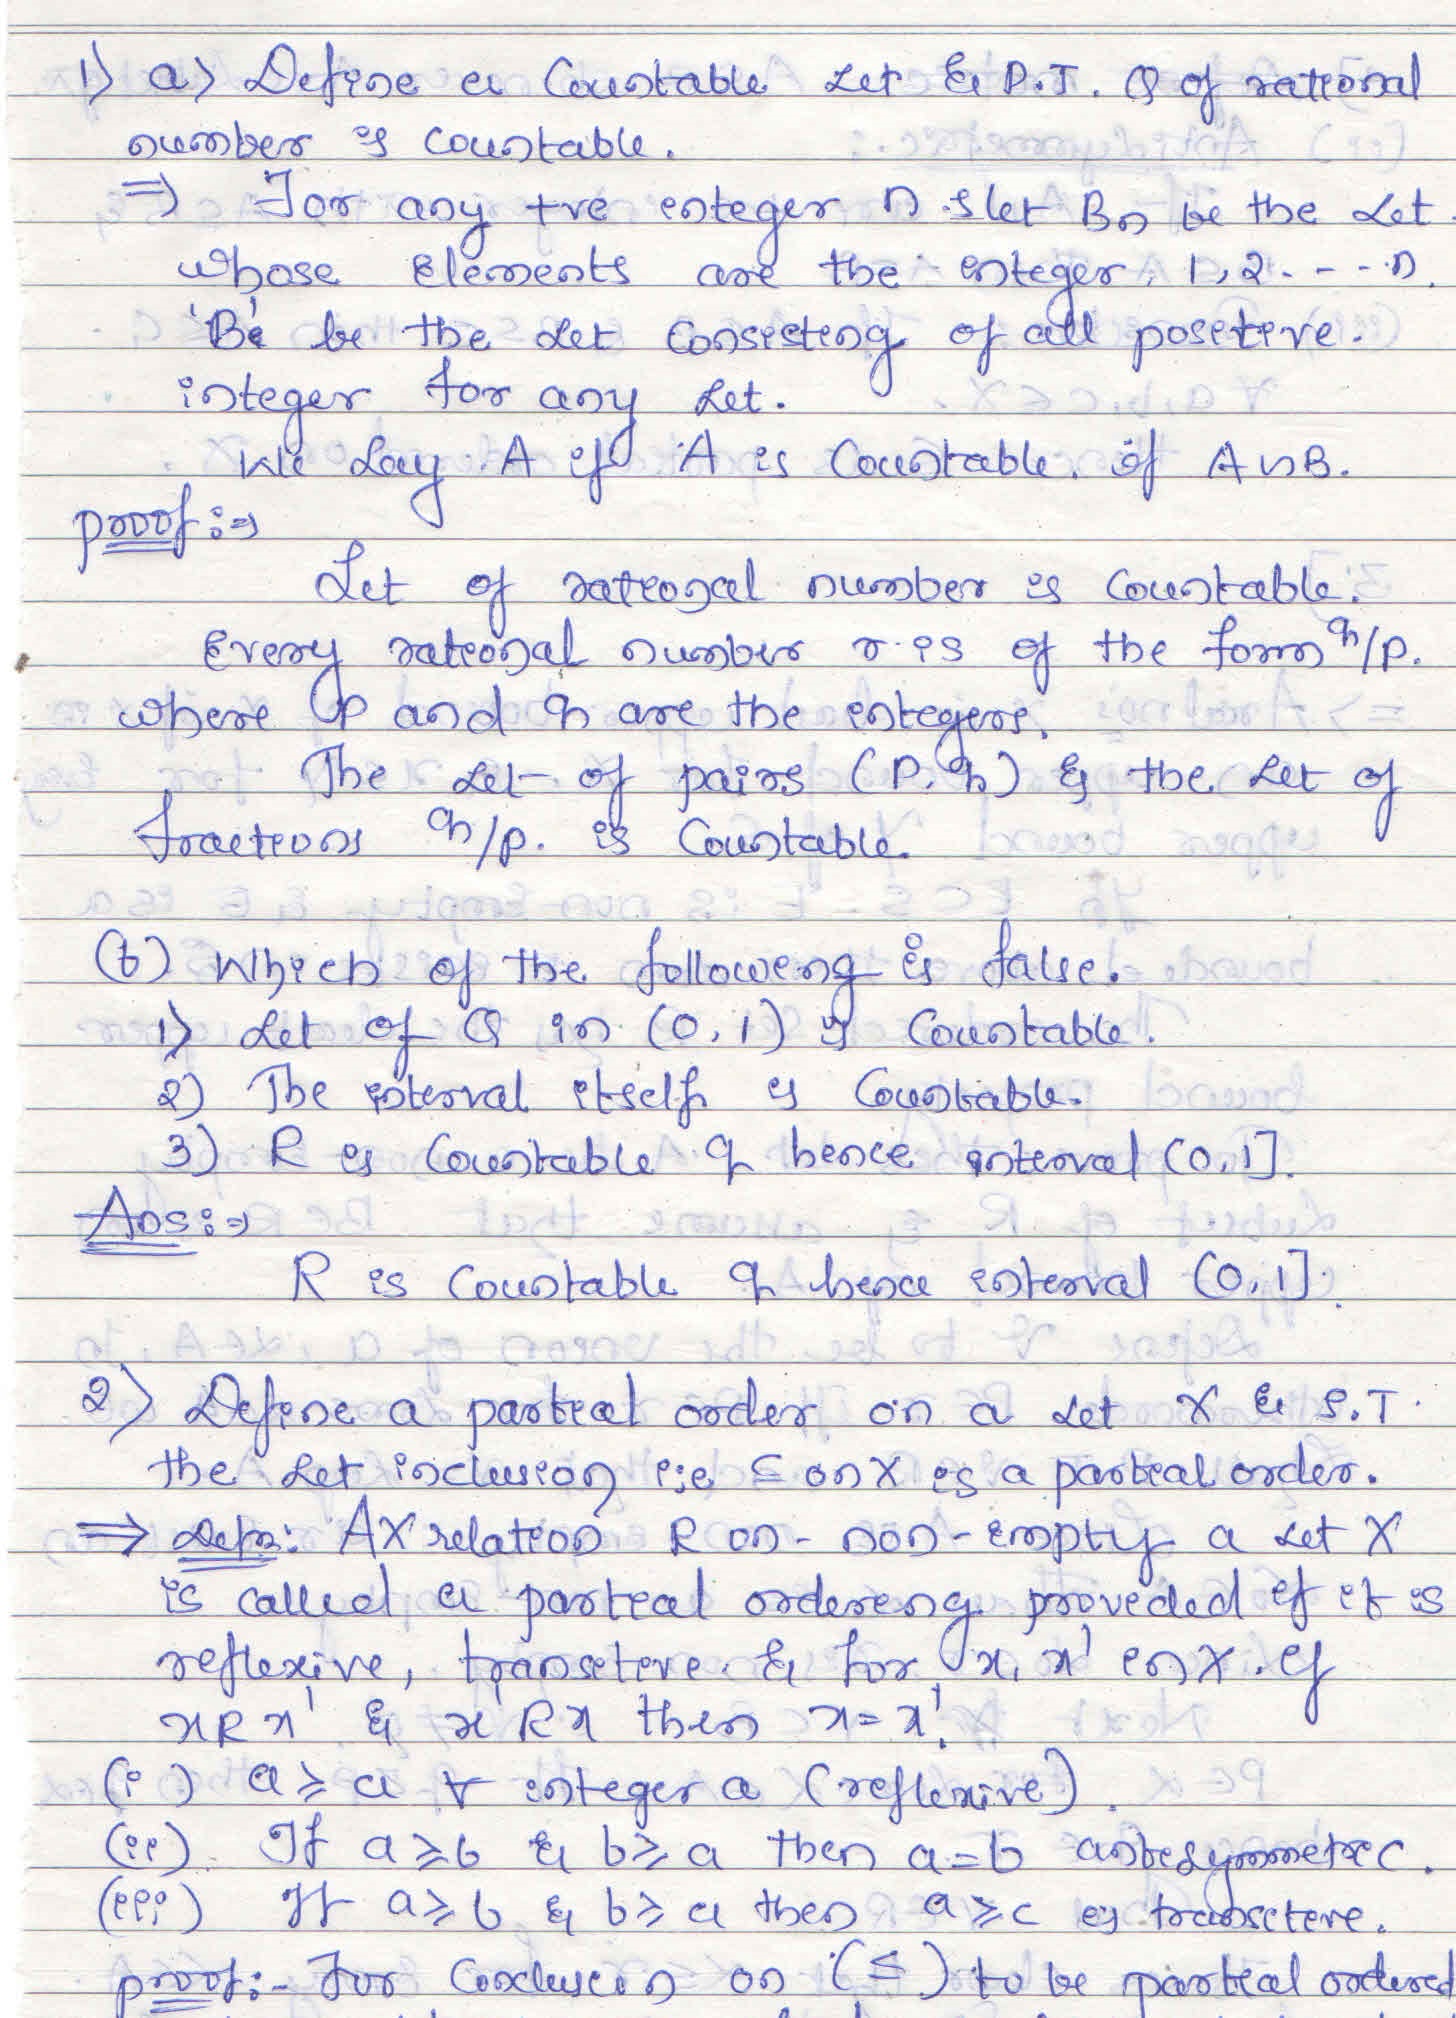 1) a) Define a Countable Set & P.T. Q of rational
number is countable.
⇒ For any +ve integer n . let Bn be the set
whose Elements are the integer, 1, 2 - - - n.
'B' be the set Consisting of all positive.
integer for any set.
We say A if A is Countable. if A∩B.
proof :⇒
Set of rational number is Countable.
Every rational number r is of the form q/p.
where p and q are the integers.
The set of pairs (P, q) & the set of
fractions q/p. is Countable.
(b) Which of the following is false.
1) Set of Q in (0, 1) is Countable.
2) The interval itself is Countable.
3) R is Countable & hence interval (0, 1].
Ans :⇒
R is Countable & hence interval (0, 1].
2) Define a partial order on a set X & S.T.
the set inclusion i;e ⊆ on X is a partial order.
⇒ Defn: A relation R on - non-empty a set X
is called a partial ordering provided if it is
reflexive, transitive & for x, x' in X. if
xRx' & x'Rx then x = x'.
(i) a ≥ a ∀ integer a (reflexive).
(ii) If a ≥ b & b ≥ a then a = b antisymmetric.
(iii) If a ≥ b & b ≥ a then a ≥ c is transitive.
proof :- For on (⊆) to be partial ordered